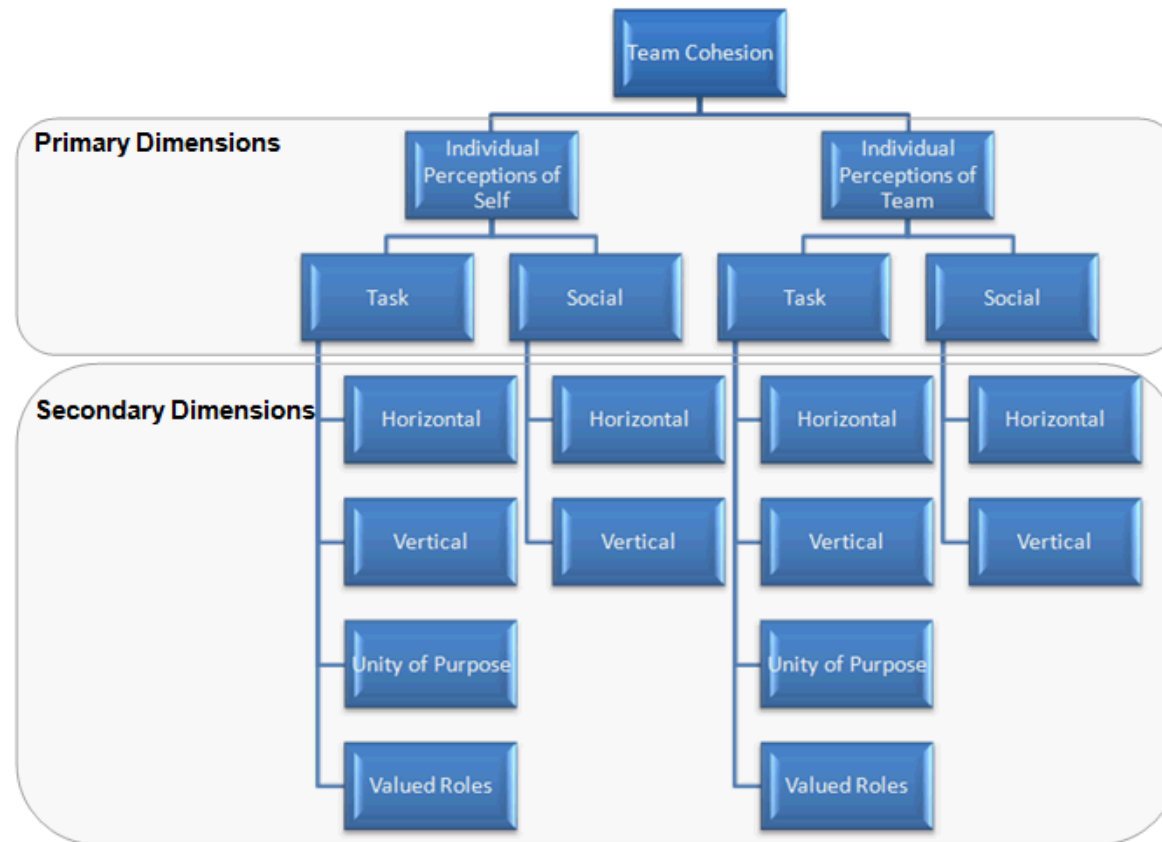 Team Cohesion
Primary Dimensions
Individual
Perceptions of
Self
Individual
Perceptions of
Team
Task
Social
Task
Social
Secondary Dimensions
Horizontal
Horizontal
Horizontal
Horizontal
Vertical
Vertical
Vertical
Vertical
Unity of Purpose
Unity of Purpose
Valued Roles
Valued Roles